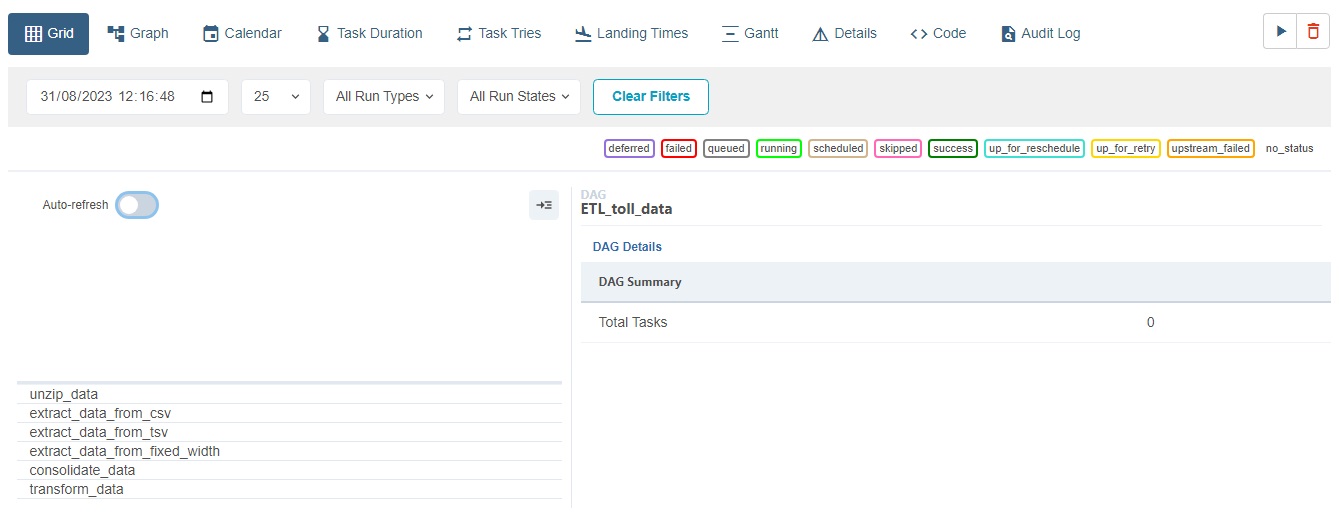 Grid Graph Calendar Task Duration Task Tries Landing Times Gantt Details Code Audit Log
31/08/2023 12:16:48 25 All Run Types All Run States Clear Filters
deferred failed queued running scheduled skipped success up_for_reschedule up_for_retry upstream_failed no_status
Auto-refresh
DAG
ETL_toll_data
DAG Details
DAG Summary
Total Tasks 0
unzip_data
extract_data_from_csv
extract_data_from_tsv
extract_data_from_fixed_width
consolidate_data
transform_data